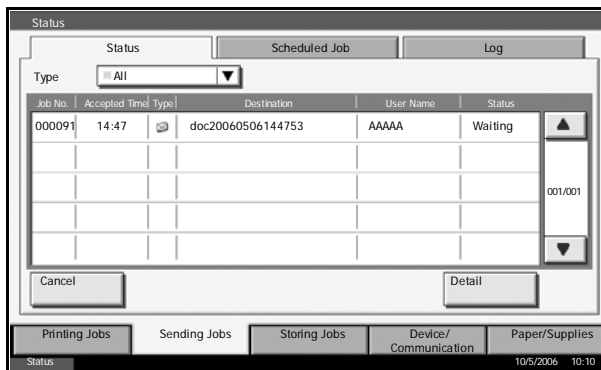 Status
Status Scheduled Job Log
Type All
Job No. Accepted Time Type Destination User Name Status
000091 14:47 doc20060506144753 AAAAA Waiting
001/001
Cancel Detail
Printing Jobs Sending Jobs Storing Jobs Device/ Communication Paper/Supplies
Status 10/5/2006 10:10